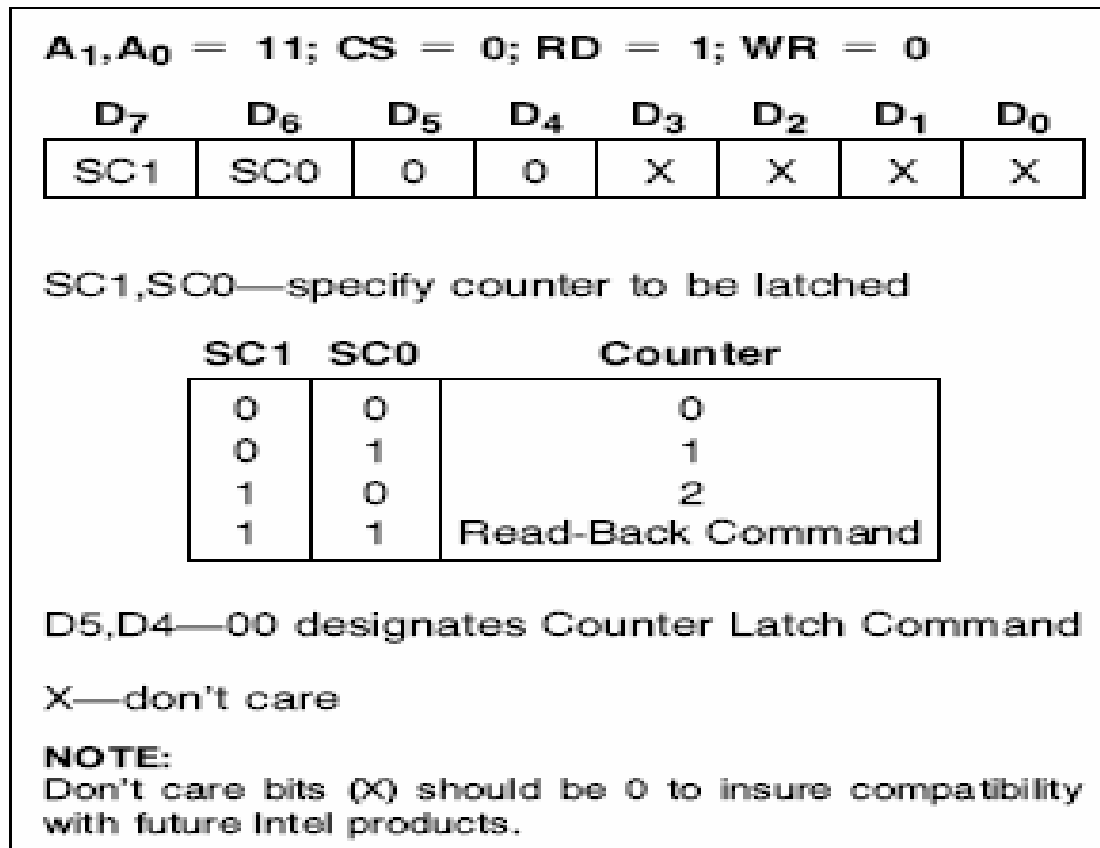 A1,A0 = 11; CS = 0; RD = 1; WR = 0
D7 D6 D5 D4 D3 D2 D1 D0
SC1 SC0 0 0 X X X X
SC1,SC0—specify counter to be latched
SC1 SC0 Counter
0 0 0
0 1 1
1 0 2
1 1 Read-Back Command
D5,D4—00 designates Counter Latch Command
X—don't care
NOTE:
Don't care bits (X) should be 0 to insure compatibility
with future Intel products.